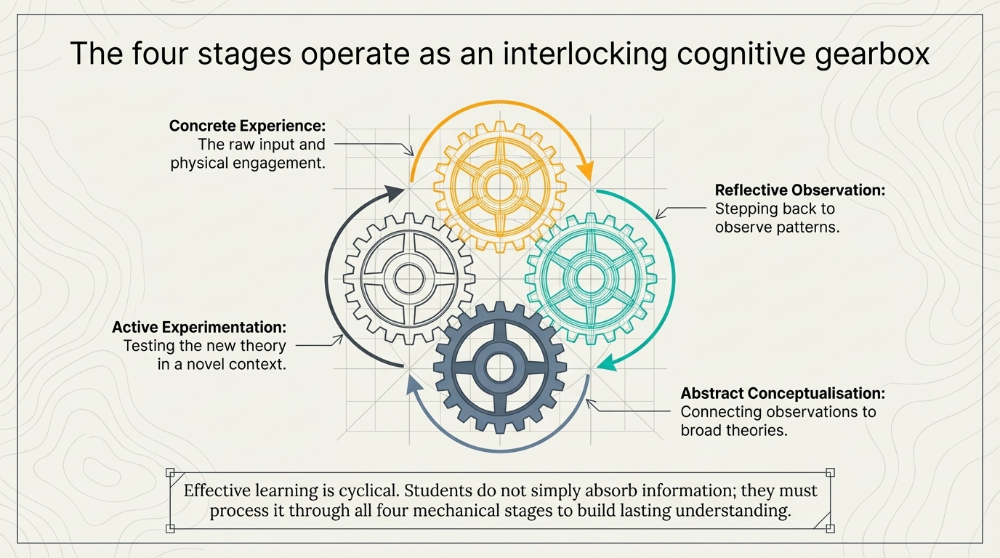 The four stages operate as an interlocking cognitive gearbox
Concrete Experience:
The raw input and
physical engagement.
Reflective Observation:
Stepping back to
observe patterns.
Active Experimentation:
Testing the new theory
in a novel context.
Abstract Conceptualisation:
Connecting observations to
broad theories.
Effective learning is cyclical. Students do not simply absorb information; they must
process it through all four mechanical stages to build lasting understanding.